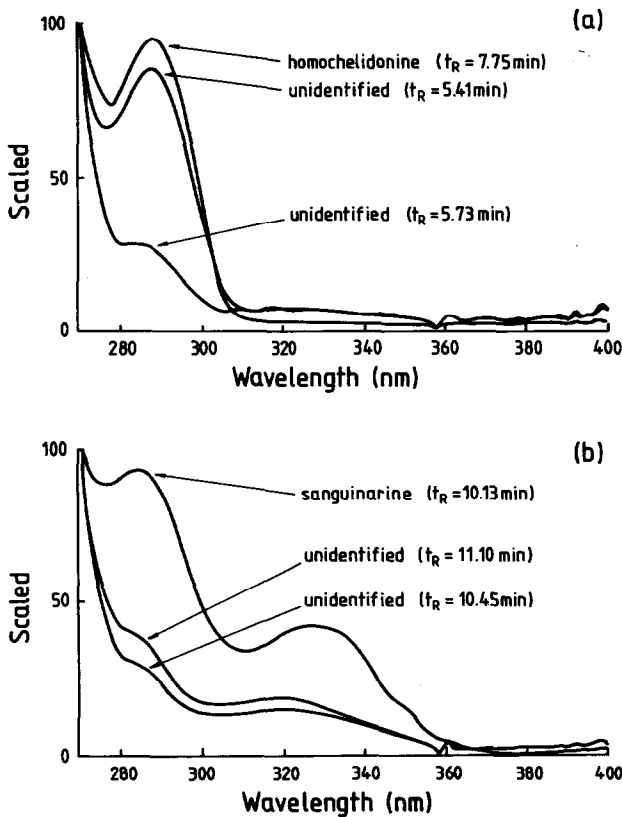 (a)
100
50
0
Scaled
homochelidonine (tR = 7.75 min)
unidentified (tR = 5.41 min)
unidentified (tR = 5.73 min)
280 300 320 340 360 380 400
Wavelength (nm)
(b)
100
50
0
Scaled
sanguinarine (tR = 10.13 min)
unidentified (tR = 11.10 min)
unidentified (tR = 10.45 min)
280 300 320 340 360 380 400
Wavelength (nm)